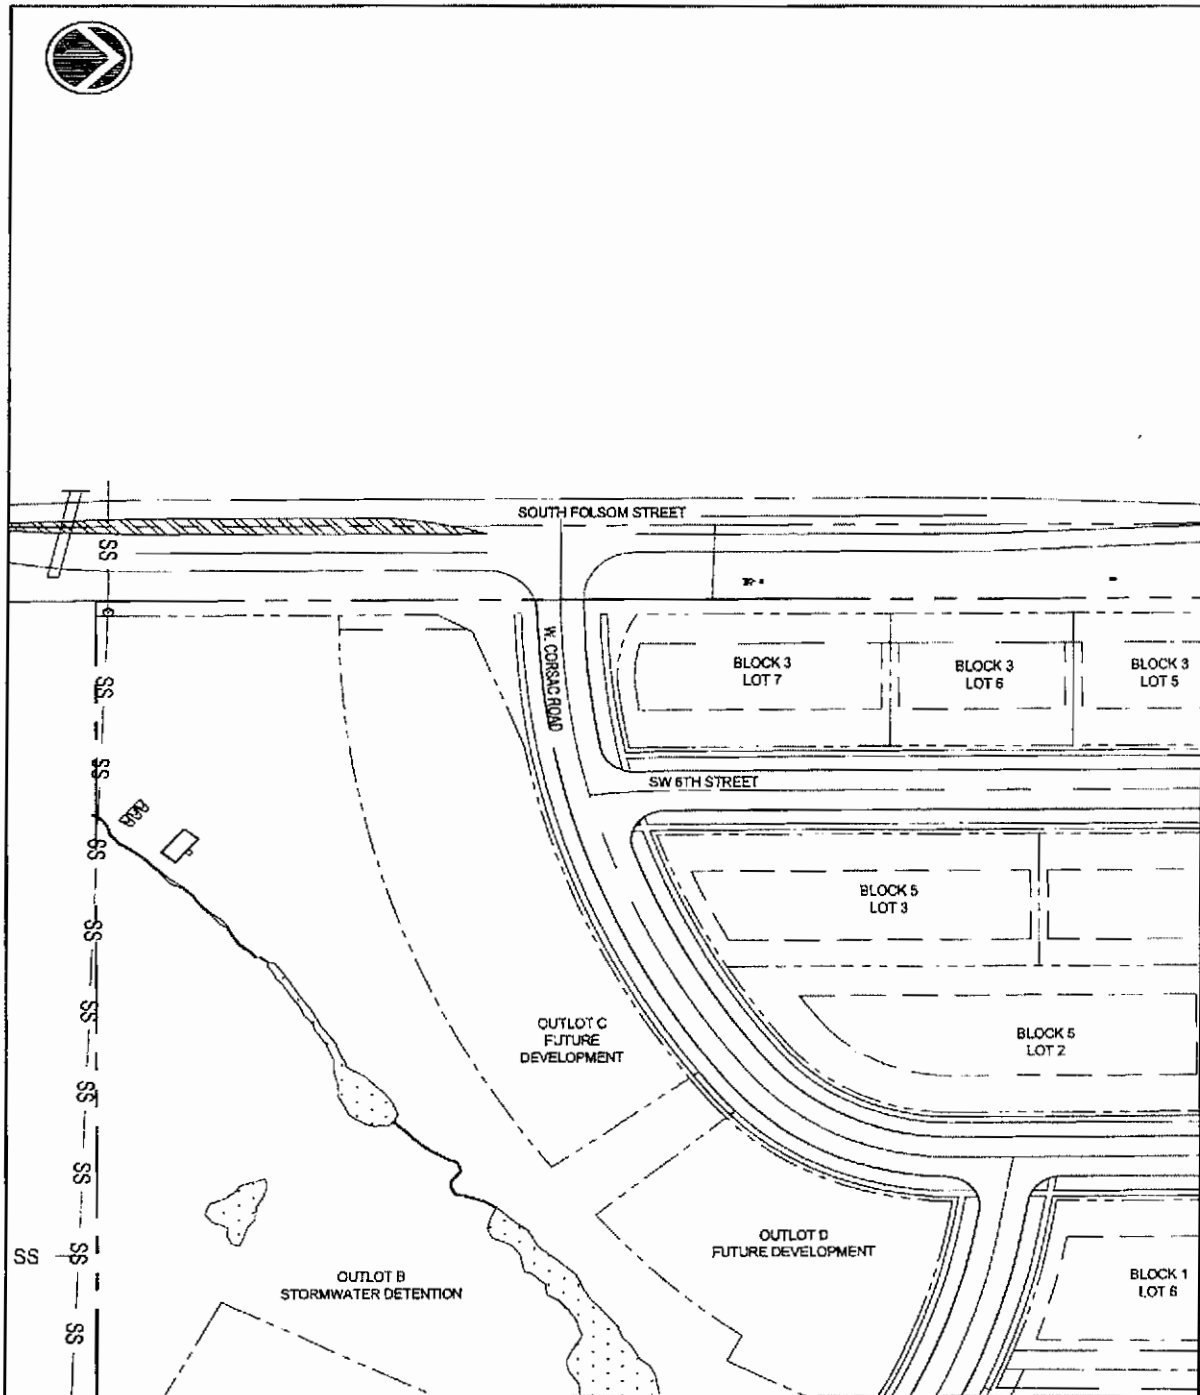 SOUTH FOLSOM STREET
SS
W. CORSAC ROAD
BLOCK 3
LOT 7
BLOCK 3
LOT 6
BLOCK 3
LOT 5
SS
SS
SW 6TH STREET
SS
BLOCK 5
LOT 3
SS
SS
OUTLOT C
FUTURE
DEVELOPMENT
BLOCK 5
LOT 2
SS
SS
OUTLOT D
FUTURE DEVELOPMENT
SS
SS
OUTLOT B
STORMWATER DETENTION
BLOCK 1
LOT 6
SS